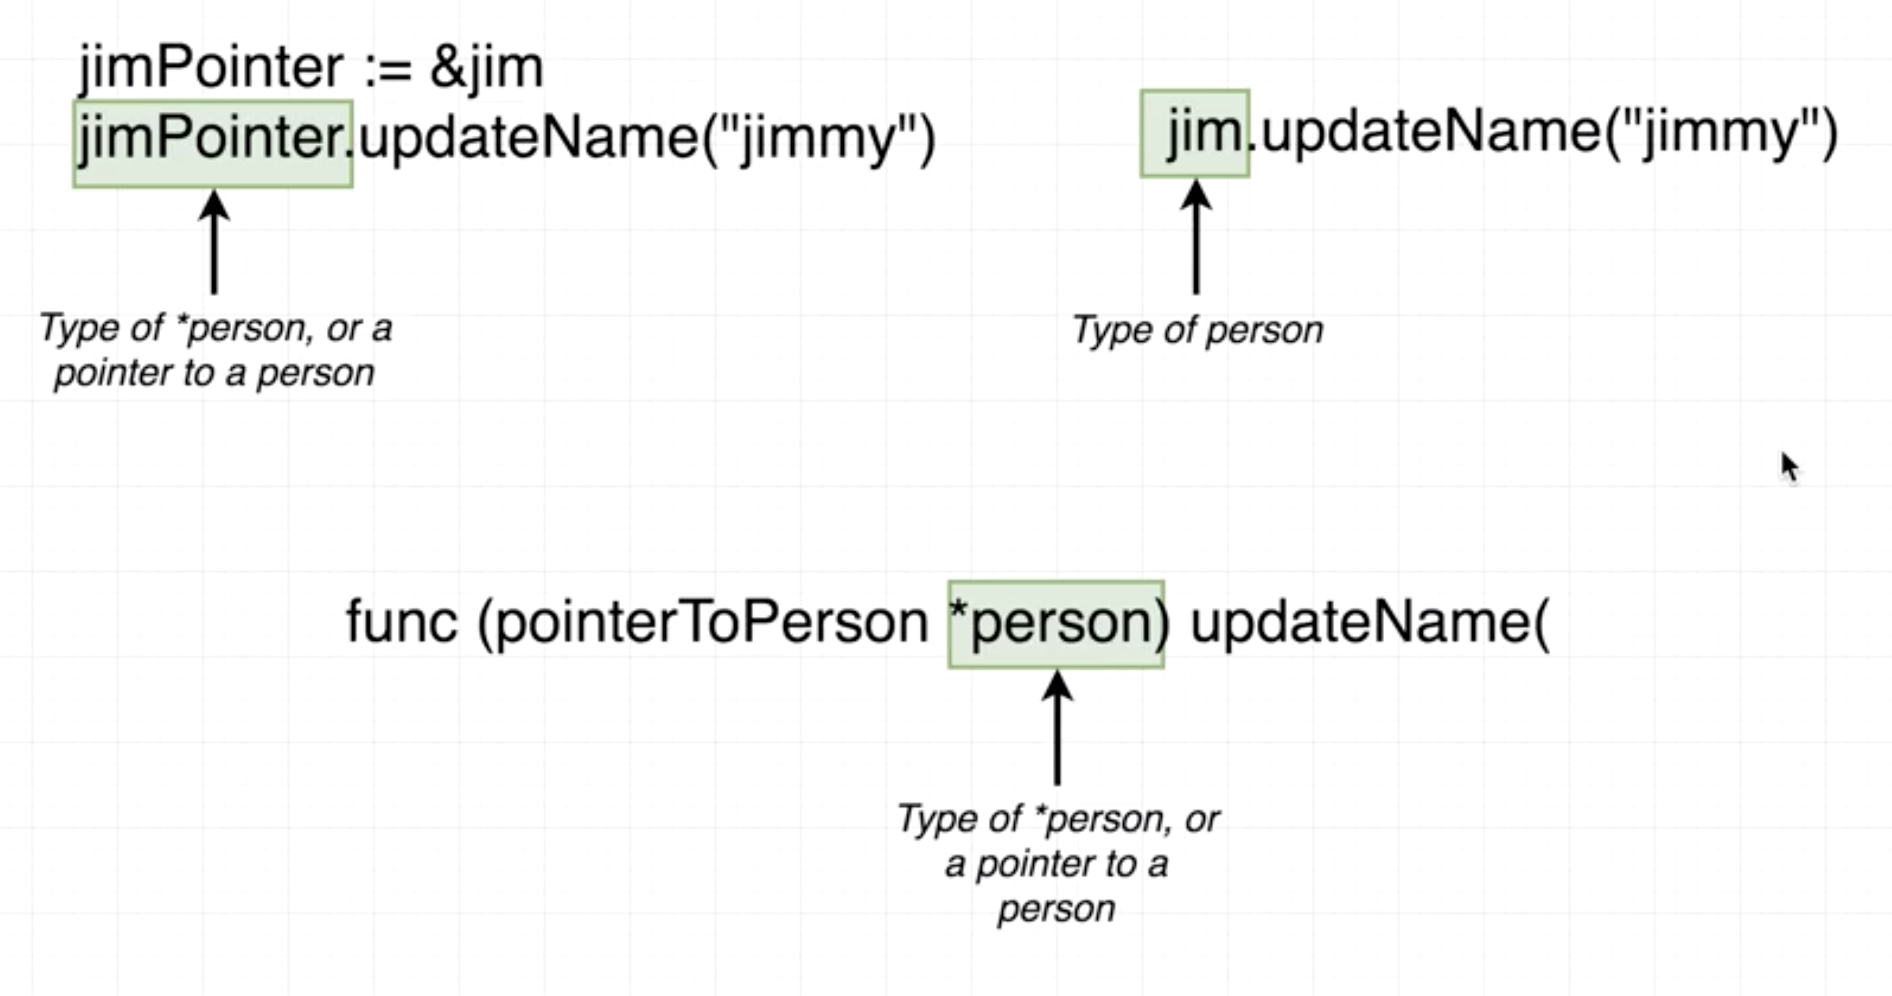 jimPointer := &jim
jimPointer.updateName("jimmy")
jim.updateName("jimmy")
Type of *person, or a
pointer to a person
Type of person
func (pointerToPerson *person) updateName(
Type of *person, or
a pointer to a
person